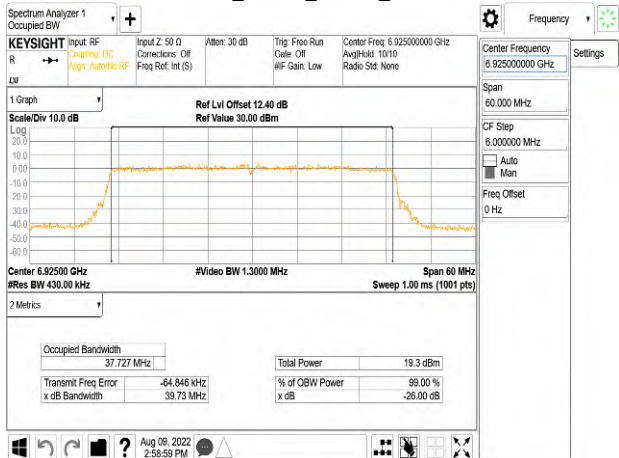 Spectrum Analyzer 1
Occupied BW
+
Frequency
KEYSIGHT
R
Input: RF
Coupling: DC
Align: Auto/No RF
Input Z: 50 Ω
Corrections: Off
Freq Ref: Int (S)
Atten: 30 dB
Trig: Free Run
Gate: Off
#IF Gain: Low
Center Freq: 6.925000000 GHz
Avg|Hold: 10/10
Radio Std: None
Center Frequency
6.925000000 GHz
Settings
Span
60.000 MHz
CF Step
6.000000 MHz
Auto
Man
Freq Offset
0 Hz
1 Graph
Scale/Div 10.0 dB
Ref Lvl Offset 12.40 dB
Ref Value 30.00 dBm
Log
20.0
10.0
0.00
-10.0
-20.0
-30.0
-40.0
-50.0
-60.0
Center 6.92500 GHz
#Video BW 1.3000 MHz
Span 60 MHz
#Res BW 430.00 kHz
Sweep 1.00 ms (1001 pts)
2 Metrics
Occupied Bandwidth
37.727 MHz
Total Power 19.3 dBm
Transmit Freq Error -64.846 kHz
% of OBW Power 99.00 %
x dB Bandwidth 39.73 MHz
x dB -26.00 dB
?
Aug 09, 2022
2:58:59 PM